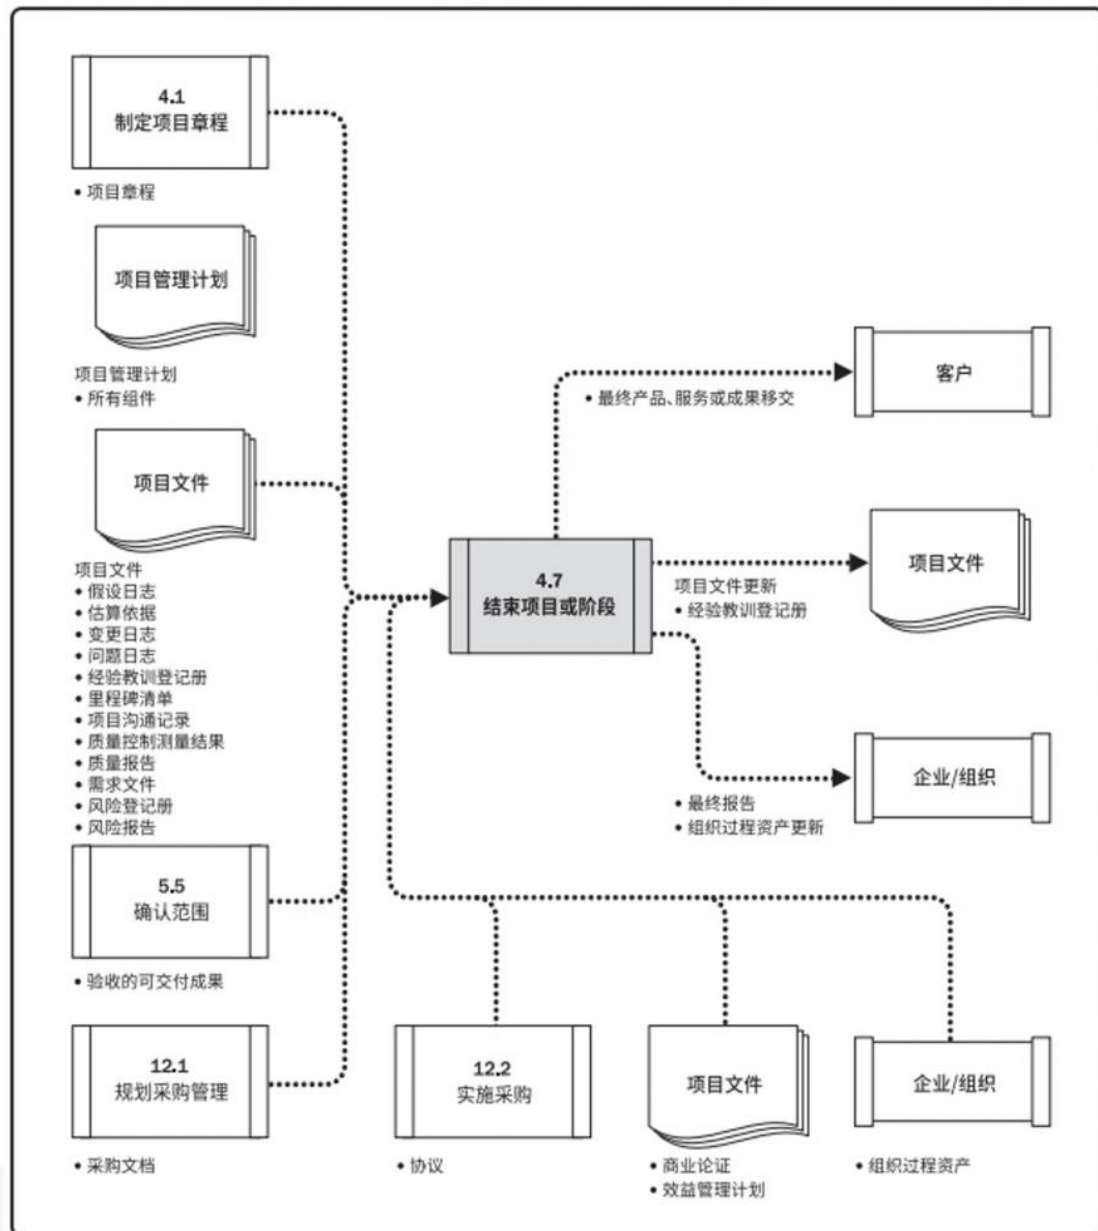 4.1
制定项目章程
• 项目章程
项目管理计划
项目管理计划
• 所有组件
项目文件
项目文件
• 假设日志
• 估算依据
• 变更日志
• 问题日志
• 经验教训登记册
• 里程碑清单
• 项目沟通记录
• 质量控制测量结果
• 质量报告
• 需求文件
• 风险登记册
• 风险报告
5.5
确认范围
• 验收的可交付成果
12.1
规划采购管理
• 采购文档
4.7
结束项目或阶段
• 最终产品、服务或成果移交
客户
项目文件更新
• 经验教训登记册
项目文件
• 最终报告
• 组织过程资产更新
企业/组织
12.2
实施采购
• 协议
项目文件
• 商业论证
• 效益管理计划
企业/组织
• 组织过程资产